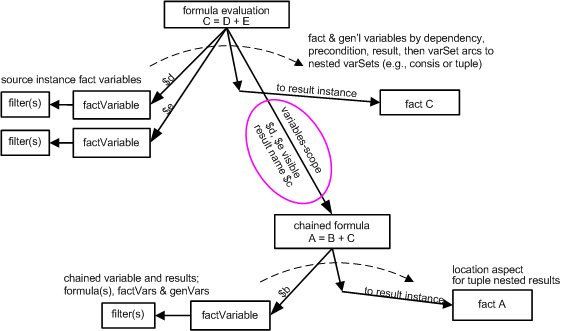 formula evaluation
C = D + E
fact & gen'l variables by dependency,
precondition, result, then varSet arcs to
nested varSets (e.g., consis or tuple)
source instance fact variables
$d
filter(s)
factVariable
to result instance
fact C
$e
filter(s)
factVariable
variables-scope
$d, $e visible
result name $c
chained formula
A = B + C
chained variable and results;
formula(s), factVars & genVars
location aspect
for tuple nested results
$b
to result instance
fact A
filter(s)
factVariable